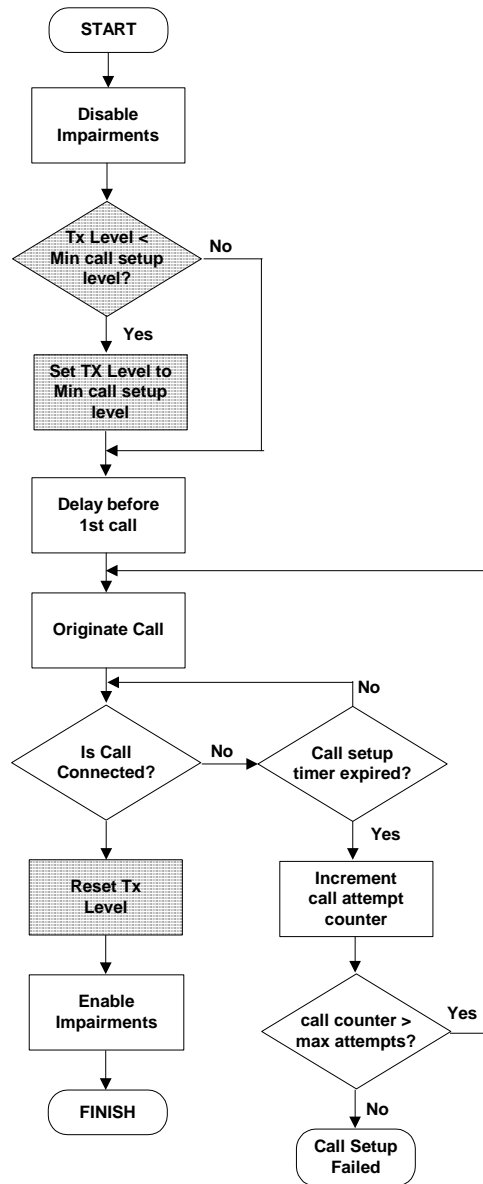 START
Disable
Impairments
Tx Level <
Min call setup
level?
No
Yes
Set TX Level to
Min call setup
level
Delay before
1st call
Originate Call
No
Is Call
Connected?
No
Call setup
timer expired?
Yes
Reset Tx
Level
Increment
call attempt
counter
Enable
Impairments
call counter >
max attempts?
Yes
No
FINISH
Call Setup
Failed